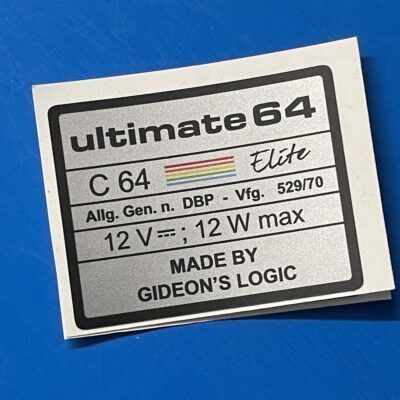 ultimate 64
C 64 Elite
Allg. Gen. n. DBP - Vfg. 529/70
12 V⎓ ; 12 W max
MADE BY
GIDEON'S LOGIC